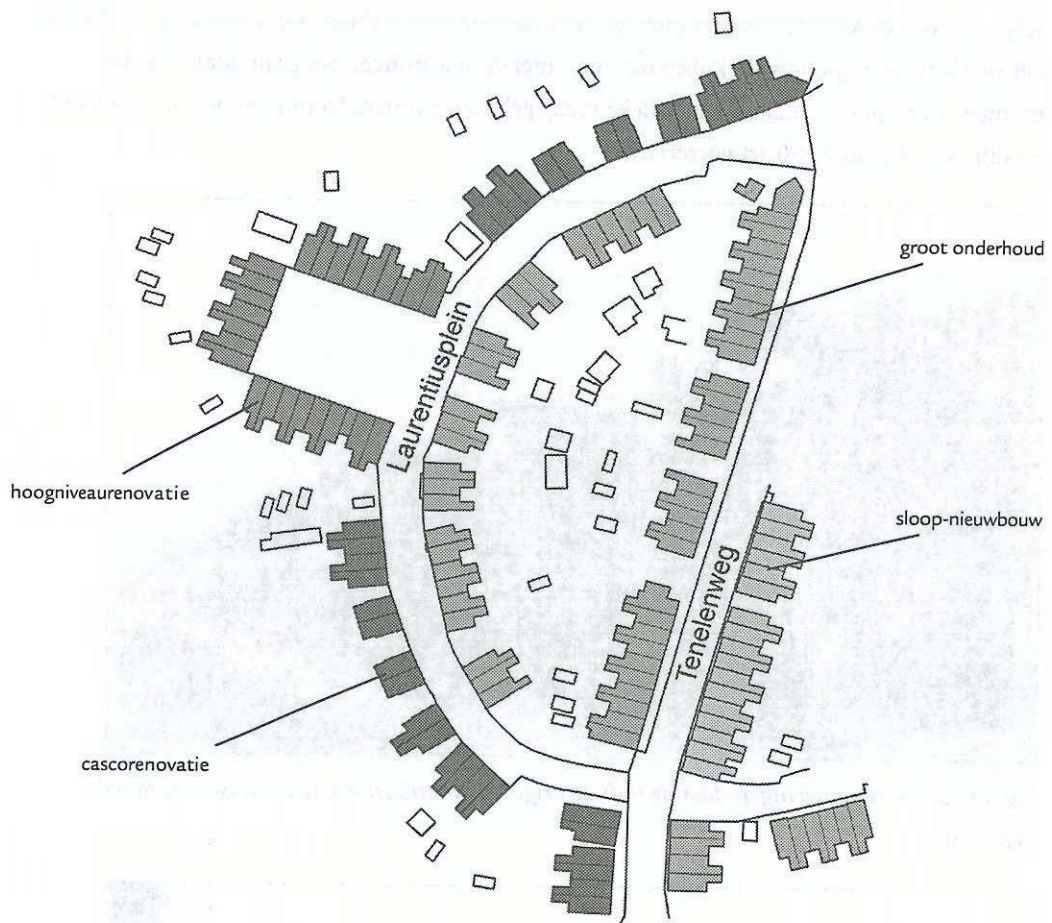 groot onderhoud
Laurentiusplein
hoogniveaurenovatie
sloop-nieuwbouw
Tenelenweg
cascorenovatie